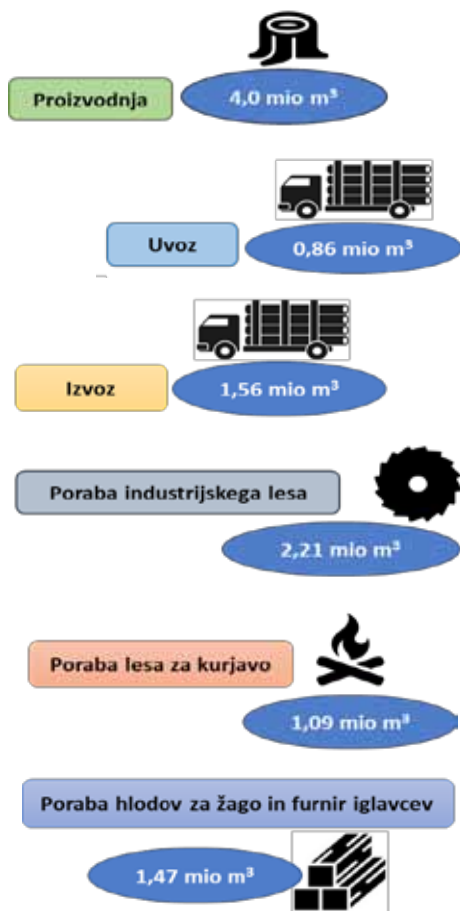 Proizvodnja
4,0 mio m³
Uvoz
0,86 mio m³
Izvoz
1,56 mio m³
Poraba industrijskega lesa
2,21 mio m³
Poraba lesa za kurjavo
1,09 mio m³
Poraba hlodov za žago in furnir iglavcev
1,47 mio m³